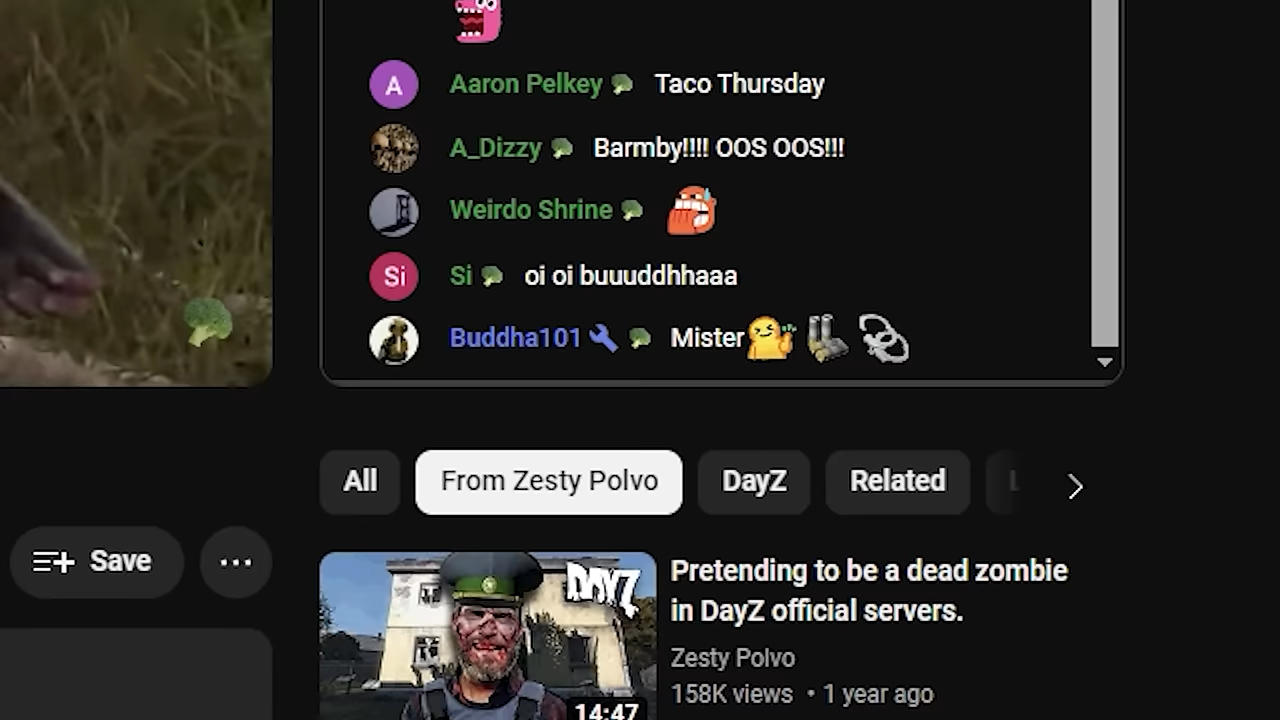 A Aaron Pelkey Taco Thursday
A_Dizzy Barmby!!!! OOS OOS!!!
Weirdo Shrine
Si Si oi oi buuuddhhaaa
Buddha101 Mister
All From Zesty Polvo DayZ Related L
Save
DAYZ
14:47
Pretending to be a dead zombie
in DayZ official servers.
Zesty Polvo
158K views • 1 year ago